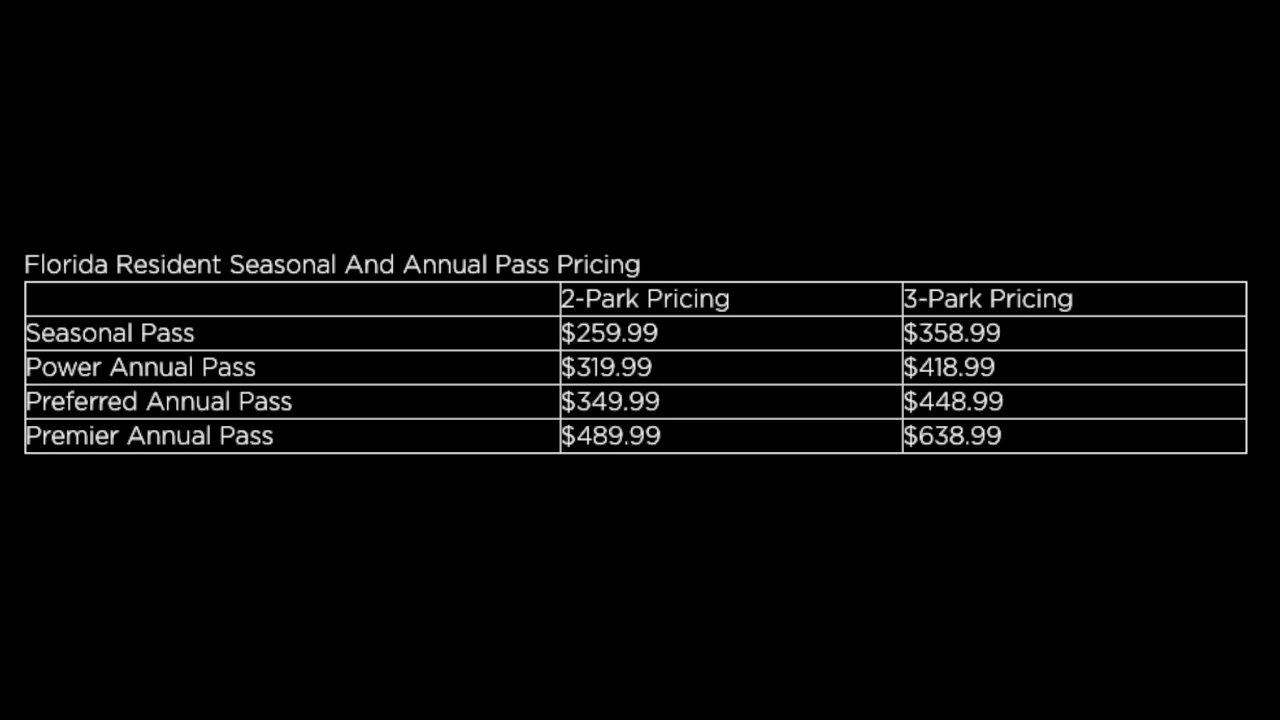 Florida Resident Seasonal And Annual Pass Pricing
2-Park Pricing 3-Park Pricing
Seasonal Pass $259.99 $358.99
Power Annual Pass $319.99 $418.99
Preferred Annual Pass $349.99 $448.99
Premier Annual Pass $489.99 $638.99